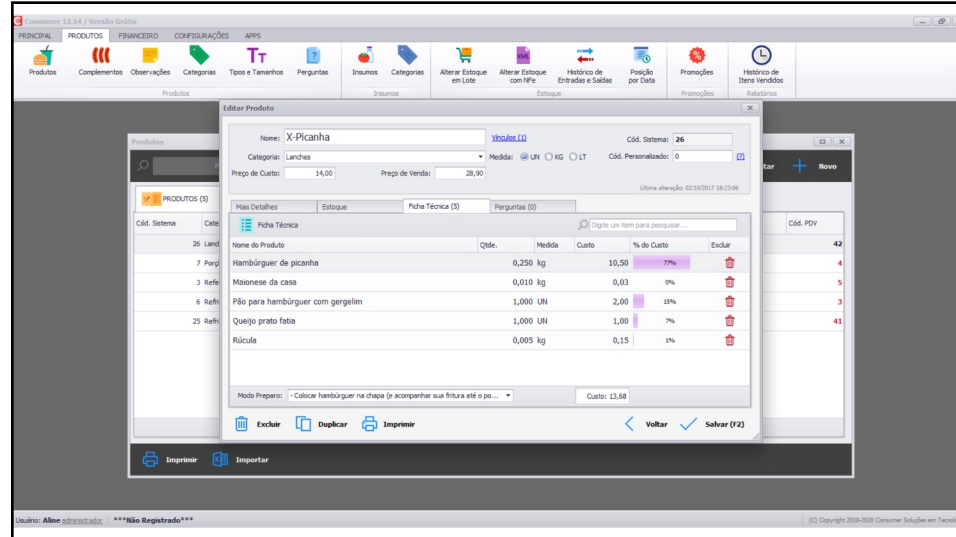 Consumer 12.14 / Versão Grátis
PRINCIPAL PRODUTOS FINANCEIRO CONFIGURAÇÕES APPS
Produtos Complementos Observações Categorias Tipos e Tamanhos Perguntas Insumos Categorias Alterar Estoque em Lote Alterar Estoque com NFe Histórico de Entradas e Saídas Posição por Data Promoções Histórico de Itens Vendidos
Produtos Insumos Estoque Promoções Relatórios
Editar Produto
Nome: X-Picanha Vínculos (1) Cód. Sistema: 26
Categoria: Lanches Medida: UN KG LT Cód. Personalizado: 0 (?)
Preço de Custo: 14,00 Preço de Venda: 28,90
Última alteração: 02/10/2017 18:23:06
Mais Detalhes Estoque Ficha Técnica (5) Perguntas (0)
Ficha Técnica Digite um item para pesquisar...
Nome do Produto Qtde. Medida Custo % do Custo Excluir
Hambúrguer de picanha 0,250 kg 10,50 77%
Maionese da casa 0,010 kg 0,03 0%
Pão para hambúrguer com gergelim 1,000 UN 2,00 15%
Queijo prato fatia 1,000 UN 1,00 7%
Rúcula 0,005 kg 0,15 1%
Modo Preparo: - Colocar hambúrguer na chapa (e acompanhar sua fritura até o po... Custo: 13,68
Excluir Duplicar Imprimir Voltar Salvar (F2)
Produtos
tar Novo
PRODUTOS (5)
Cód. Sistema Cate Cód. PDV
26 Lanc 42
7 Porçi 4
3 Refe 5
6 Refri 3
25 Refri 41
Imprimir Importar
Usuário: Aline administrador ***Não Registrado*** (C) Copyright 2010-2020 Consumer Soluções em Tecnol